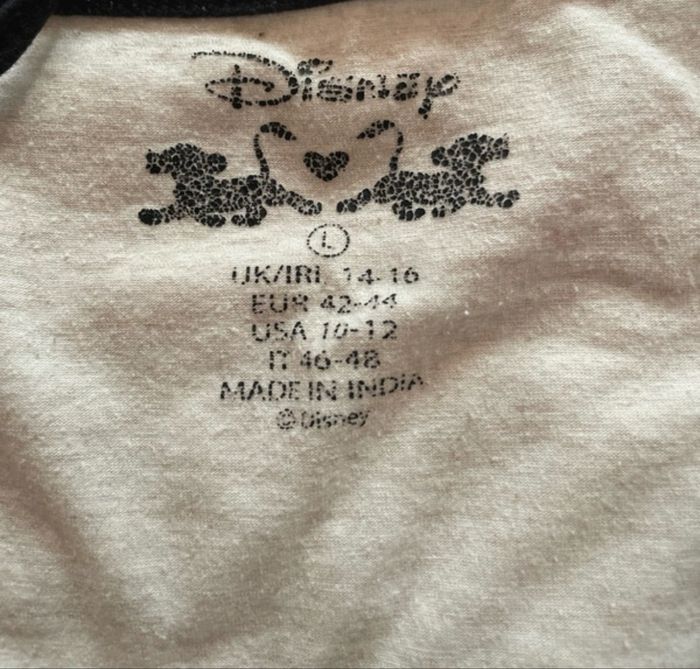 Disney
L
UK/IRL 14-16
EUR 42-44
USA 10-12
IT 46-48
MADE IN INDIA
© Disney